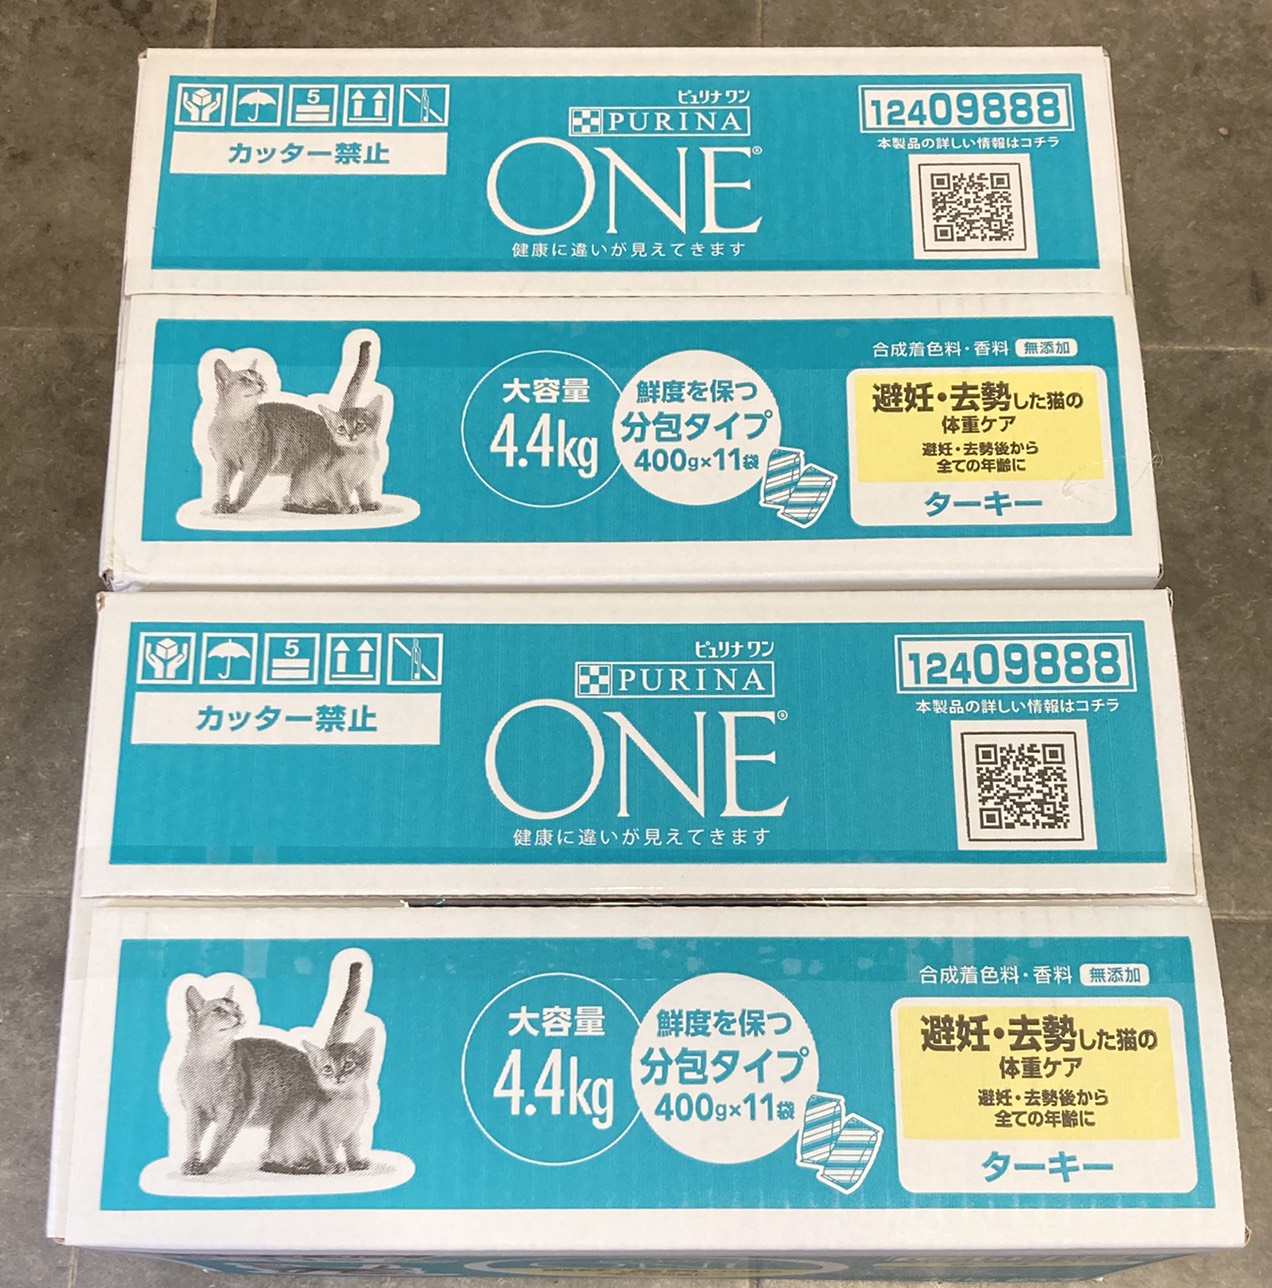 5
カッター禁止
ピュリナ ワン
PURINA
ONE®
健康に違いが見えてきます
12409888
本製品の詳しい情報はコチラ
大容量
4.4kg
鮮度を保つ
分包タイプ
400g×11袋
合成着色料・香料 無添加
避妊・去勢した猫の
体重ケア
避妊・去勢後から
全ての年齢に
ターキー
5
カッター禁止
ピュリナ ワン
PURINA
ONE®
健康に違いが見えてきます
12409888
本製品の詳しい情報はコチラ
大容量
4.4kg
鮮度を保つ
分包タイプ
400g×11袋
合成着色料・香料 無添加
避妊・去勢した猫の
体重ケア
避妊・去勢後から
全ての年齢に
ターキー